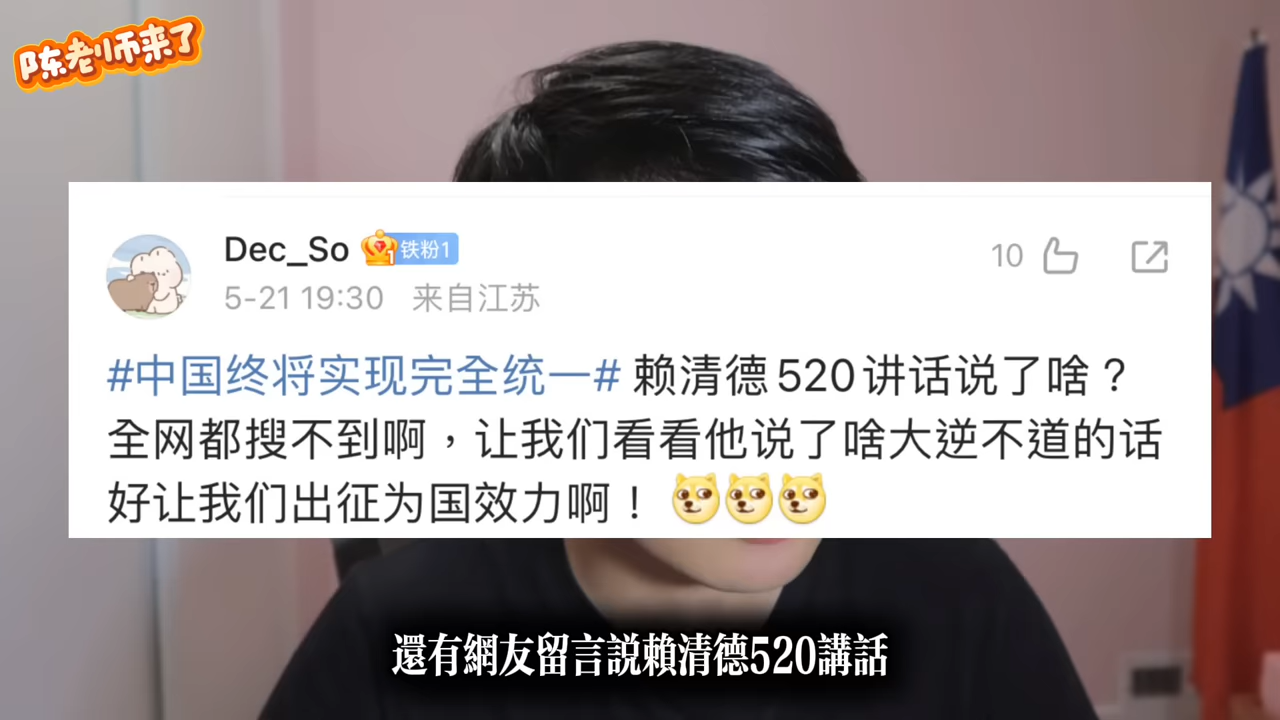 陈老师来了
Dec_So 铁粉1
10
5-21 19:30 来自江苏
#中国终将实现完全统一# 赖清德520讲话说了啥？
全网都搜不到啊，让我们看看他说了啥大逆不道的话
好让我们出征为国效力啊！
還有網友留言説賴清德520講話